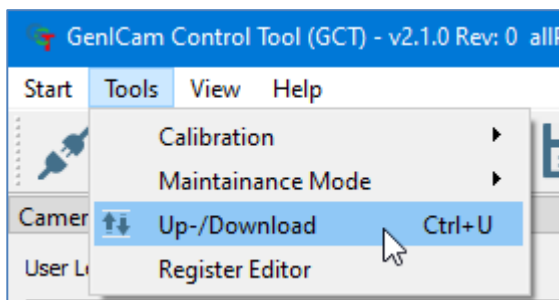 GenICam Control Tool (GCT) - v2.1.0 Rev: 0
Start Tools View Help
Calibration
Maintainance Mode
Up-/Download Ctrl+U
Register Editor